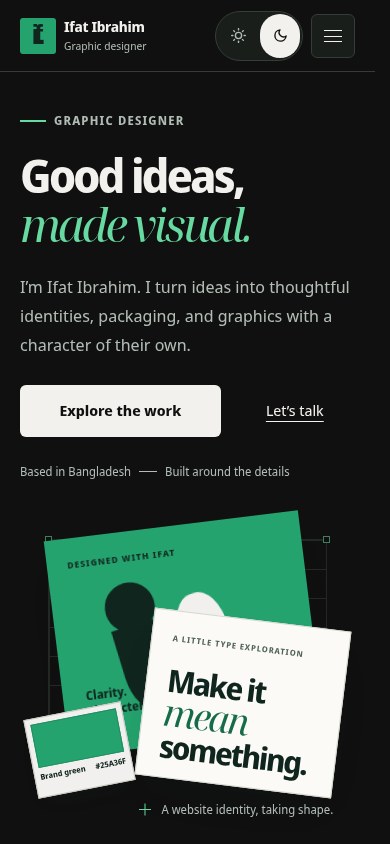 Ifat Ibrahim
Graphic designer
GRAPHIC DESIGNER
Good ideas,
made visual.
I'm Ifat Ibrahim. I turn ideas into thoughtful
identities, packaging, and graphics with a
character of their own.
Explore the work
Let's talk
Based in Bangladesh
Built around the details
DESIGNED WITH IFAT
Clarity.
A LITTLE TYPE EXPLORATION
Make it
mean
something.
Brand green
#25A36F
A website identity, taking shape.